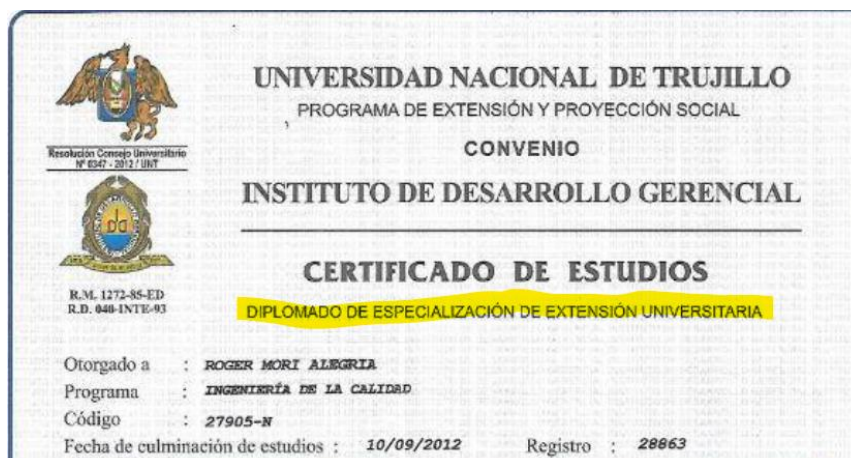 UNIVERSIDAD NACIONAL DE TRUJILLO
PROGRAMA DE EXTENSIÓN Y PROYECCIÓN SOCIAL
CONVENIO
INSTITUTO DE DESARROLLO GERENCIAL
Resolución Consejo Universitario
Nº 0347 - 2012 / UNT
R.M. 1272-85-ED
R.D. 040-INTE-93
CERTIFICADO DE ESTUDIOS
DIPLOMADO DE ESPECIALIZACIÓN DE EXTENSIÓN UNIVERSITARIA
Otorgado a : ROGER MORI ALEGRIA
Programa : INGENIERÍA DE LA CALIDAD
Código : 27905-N
Fecha de culminación de estudios : 10/09/2012 Registro : 28863